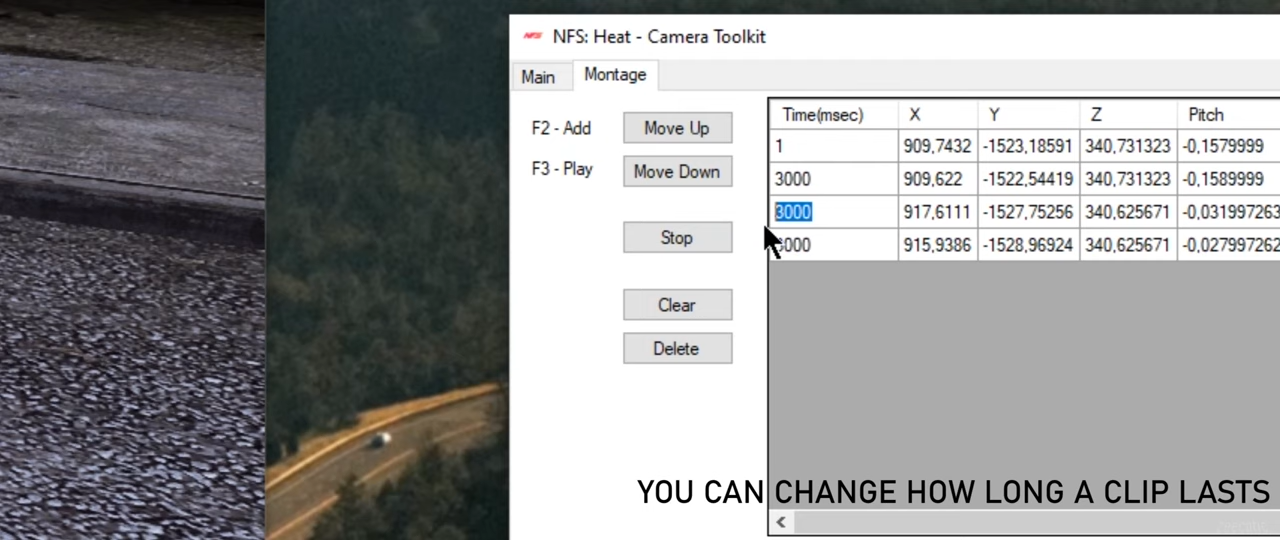 NFS: Heat - Camera Toolkit
Main Montage
F2 - Add Move Up
F3 - Play Move Down
Stop
Clear
Delete
Time(msec) X Y Z Pitch
1 909,7432 -1523,18591 340,731323 -0,1579999
3000 909,622 -1522,54419 340,731323 -0,1589999
3000 917,6111 -1527,75256 340,625671 -0,031997263
915,9386 -1528,96924 340,625671 -0,027997262
YOU CAN CHANGE HOW LONG A CLIP LASTS